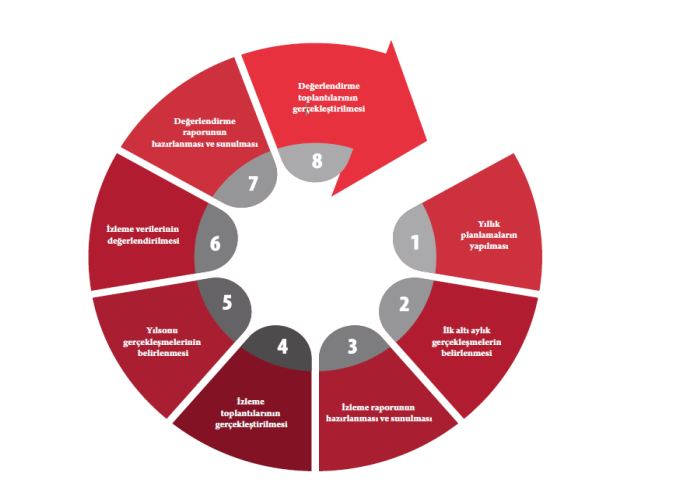 1
Yıllık
planlamaların
yapılması
2
İlk altı aylık
gerçekleşmelerin
belirlenmesi
3
İzleme raporunun
hazırlanması ve sunulması
4
İzleme
toplantılarının
gerçekleştirilmesi
5
Yılsonu
gerçekleşmelerinin
belirlenmesi
6
İzleme verilerinin
değerlendirilmesi
7
Değerlendirme
raporunun
hazırlanması ve sunulması
8
Değerlendirme
toplantılarının
gerçekleştirilmesi